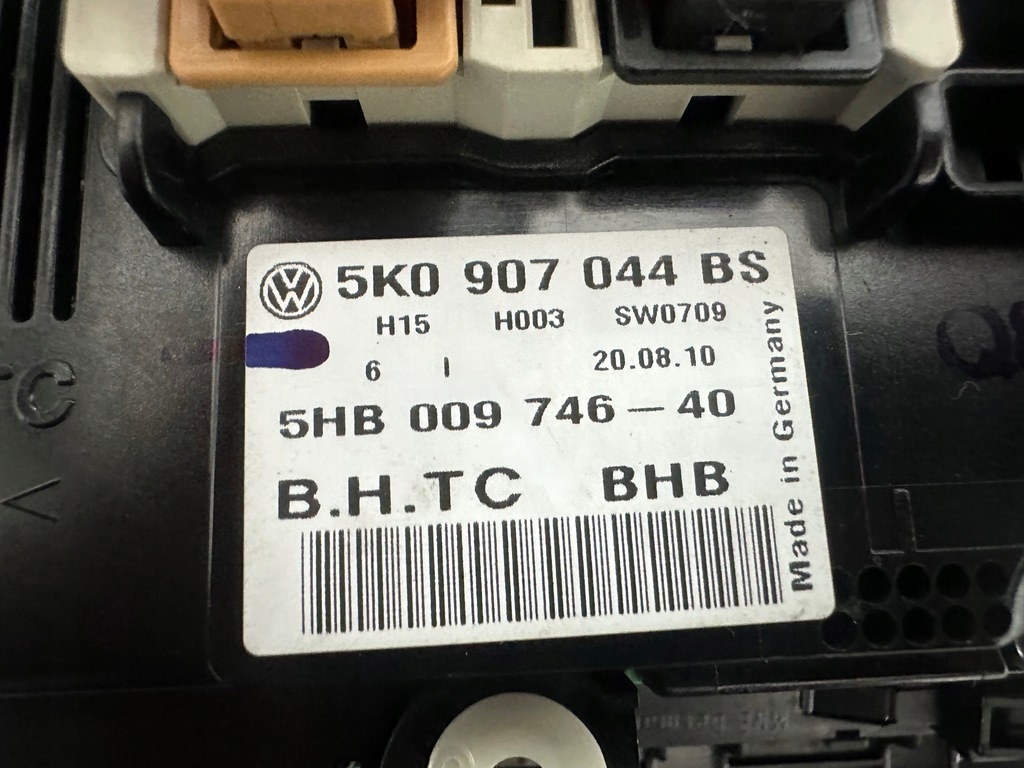 5K0 907 044 BS
H15 H003 SW0709
6 I 20.08.10
5HB 009 746 - 40
B.H.TC BHB
Made in Germany